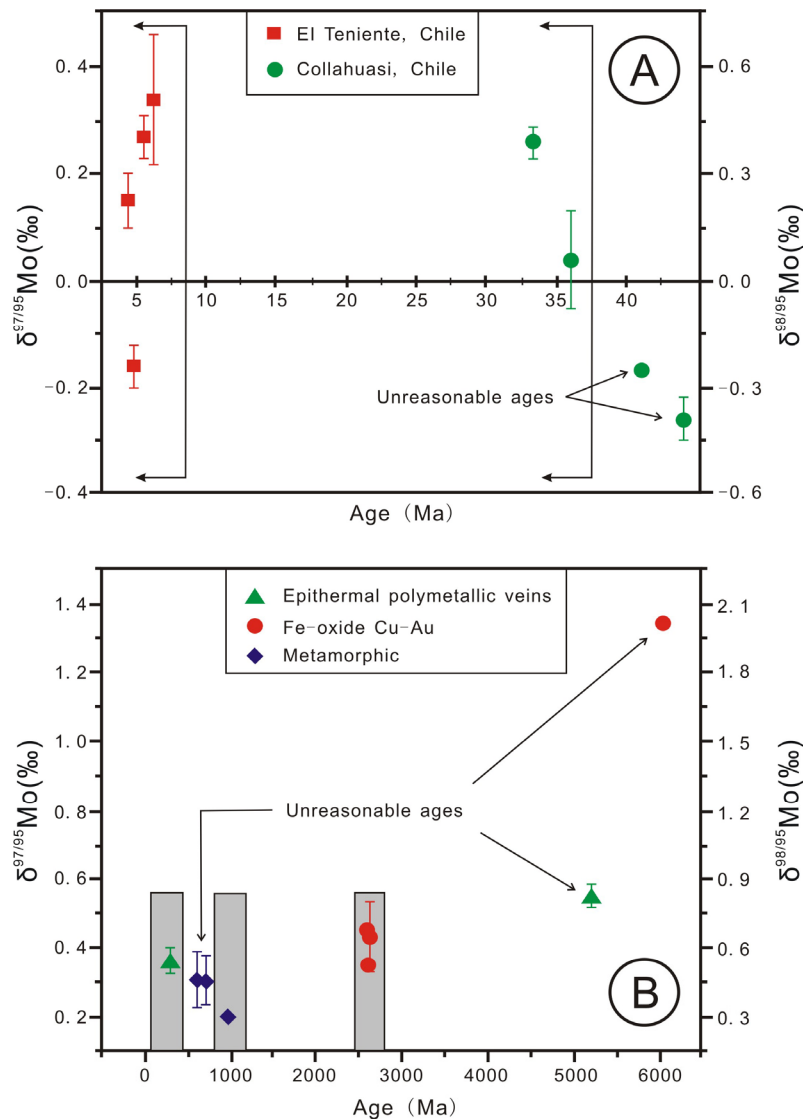 El Teniente, Chile
Collahuasi, Chile
A
0.4
0.2
0.0
−0.2
−0.4
δ97/95Mo(‰)
0.6
0.3
0.0
−0.3
−0.6
δ98/95Mo(‰)
5 10 15 20 25 30 35 40
Unreasonable ages
Age (Ma)
Epithermal polymetallic veins
Fe−oxide Cu−Au
Metamorphic
1.4
1.2
1.0
0.8
0.6
0.4
0.2
δ97/95Mo(‰)
2.1
1.8
1.5
1.2
0.9
0.6
0.3
δ98/95Mo(‰)
Unreasonable ages
B
0 1000 2000 3000 4000 5000 6000
Age (Ma)